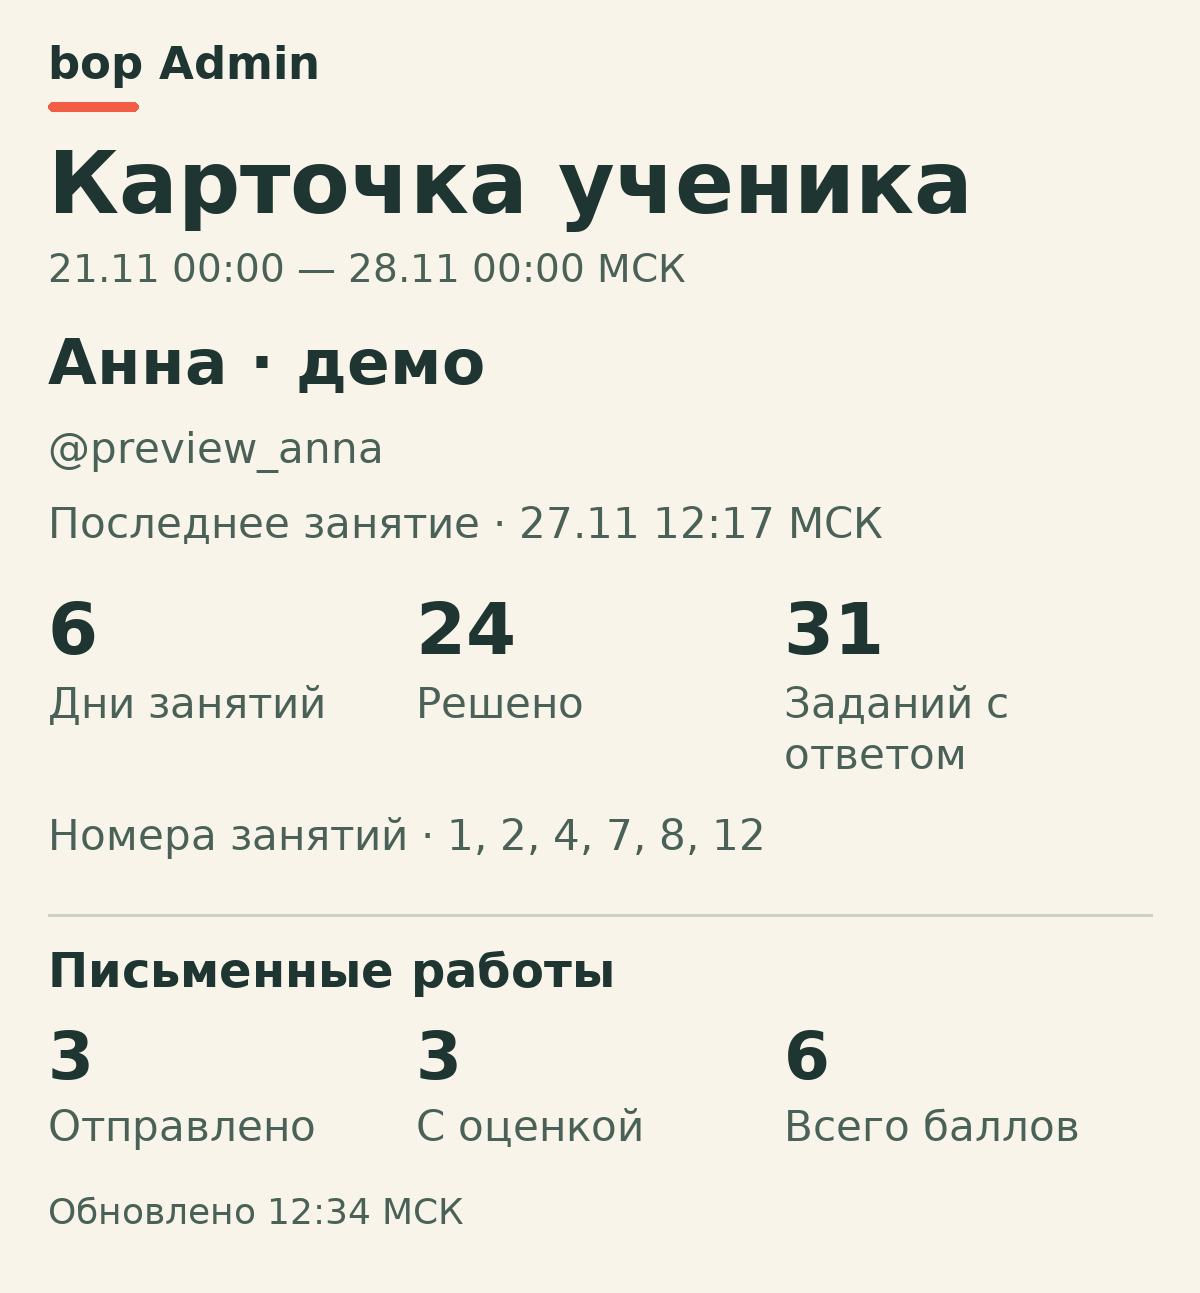 bop Admin
Карточка ученика
21.11 00:00 — 28.11 00:00 МСК
Анна · демо
@preview_anna
Последнее занятие · 27.11 12:17 МСК
6 24 31
Дни занятий Решено Заданий с
ответом
Номера занятий · 1, 2, 4, 7, 8, 12
Письменные работы
3 3 6
Отправлено С оценкой Всего баллов
Обновлено 12:34 МСК